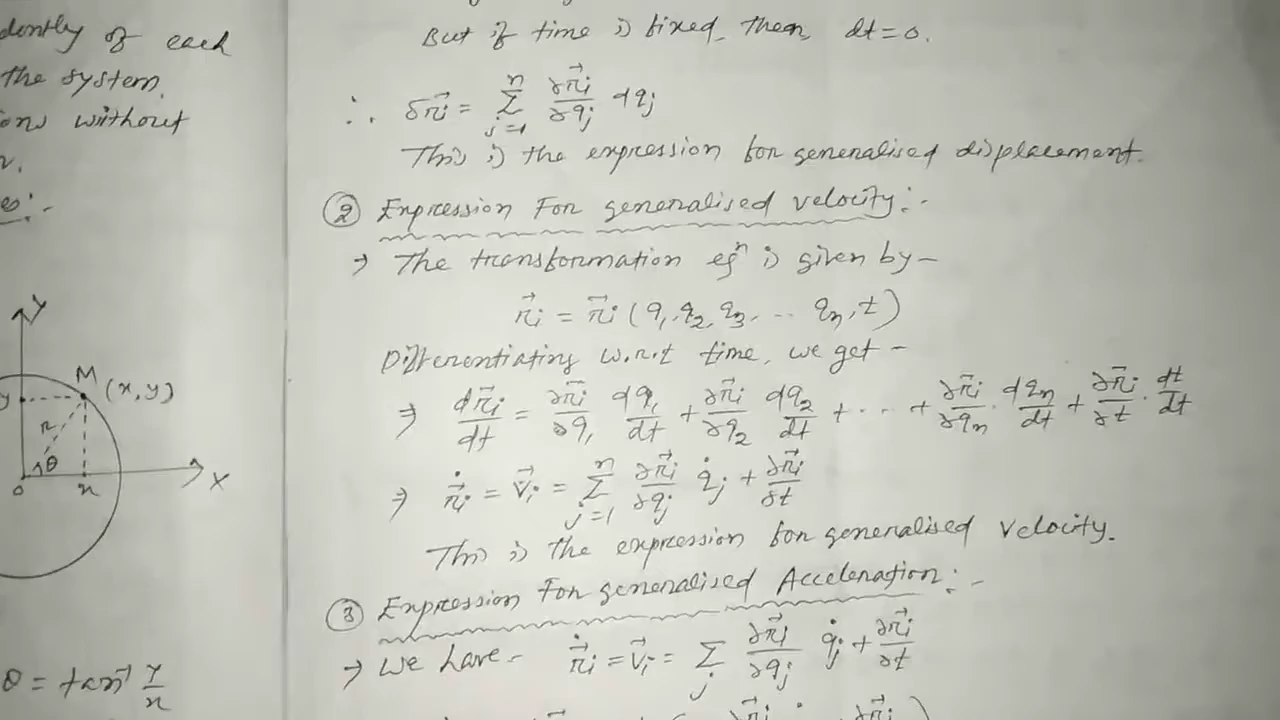 dently of each
the system.
ons without
es:-
Y
M (x, y)
y
r
θ
o
x
X
θ = tan⁻¹ y/x
But if time is fixed, then, dt = 0.
∴ δr⃗ᵢ = Σⁿⱼ₌₁ ∂r⃗ᵢ/∂qⱼ dqⱼ
This is the expression for generalised displacement.
② Expression For generalised velocity:-
→ The transformation eqⁿ is given by -
r⃗ᵢ = r⃗ᵢ (q₁, q₂, q₃, ... qₙ, t)
Differentiating w.r.t time, we get -
⇒ dr⃗ᵢ/dt = ∂r⃗ᵢ/∂q₁ dq₁/dt + ∂r⃗ᵢ/∂q₂ dq₂/dt + ... + ∂r⃗ᵢ/∂qₙ · dqₙ/dt + ∂r⃗ᵢ/∂t · dt/dt
⇒ ṙ⃗ᵢ = v⃗ᵢ = Σⁿⱼ₌₁ ∂r⃗ᵢ/∂qⱼ q̇ⱼ + ∂r⃗ᵢ/∂t
This is the expression for generalised velocity.
③ Expression For generalised Acceleration:-
→ We have - ṙ⃗ᵢ = v⃗ᵢ = Σⱼ ∂r⃗ᵢ/∂qⱼ q̇ⱼ + ∂r⃗ᵢ/∂t